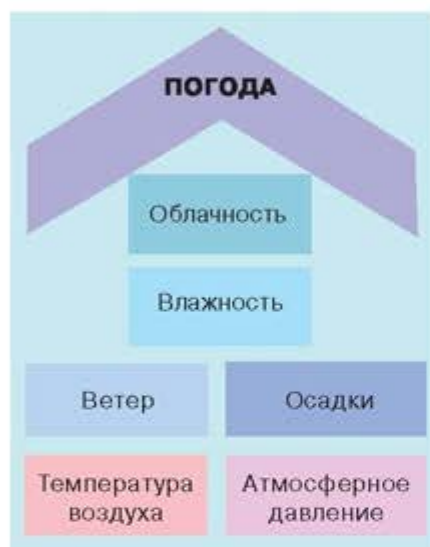 ПОГОДА
Облачность
Влажность
Ветер
Осадки
Температура
воздуха
Атмосферное
давление